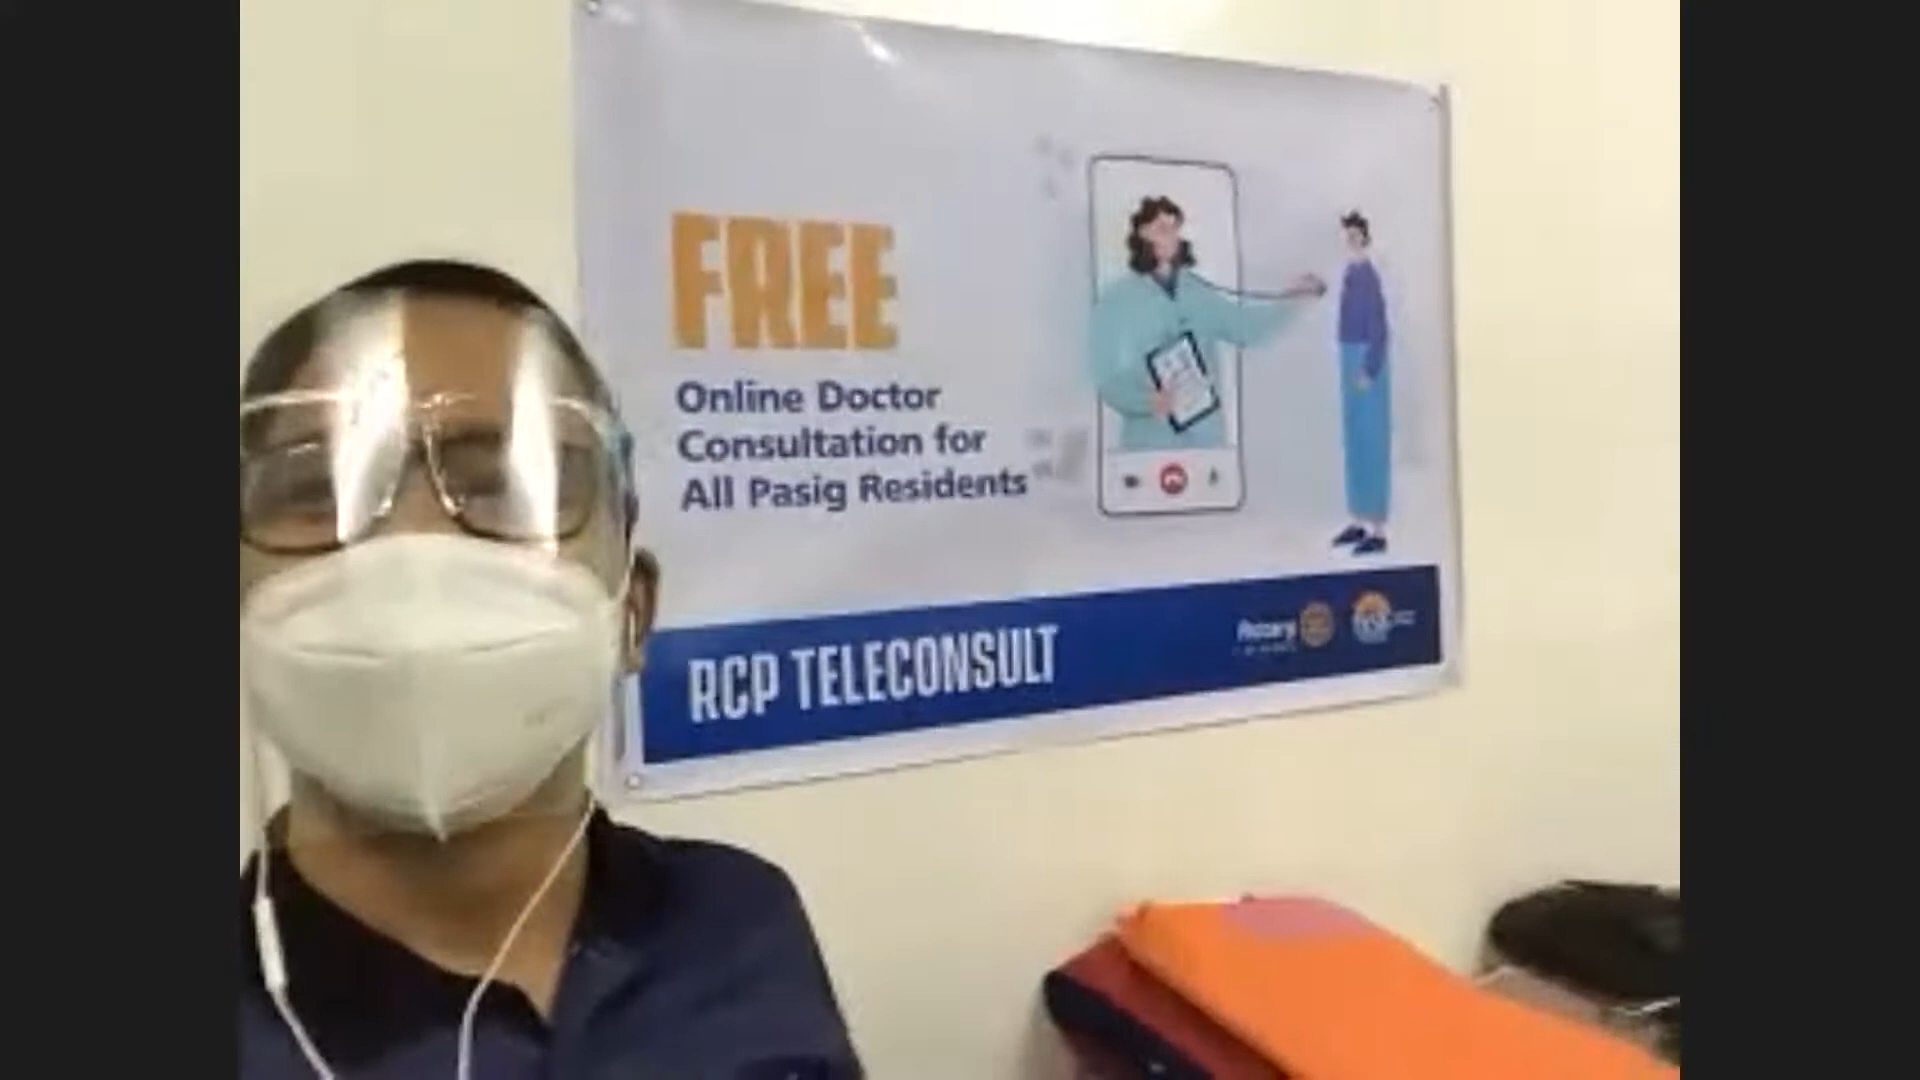 FREE
Online Doctor
Consultation for
All Pasig Residents
RCP TELECONSULT
Rotary